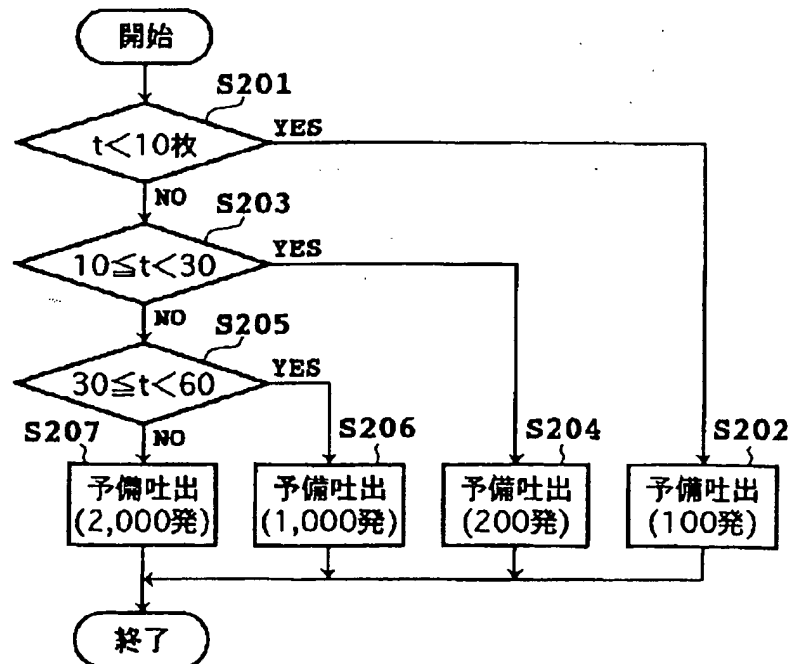 開始
S201
t＜10枚
YES
NO
S203
10≦t＜30
YES
NO
S205
30≦t＜60
YES
NO
S207
予備吐出
(2,000発)
S206
予備吐出
(1,000発)
S204
予備吐出
(200発)
S202
予備吐出
(100発)
終了